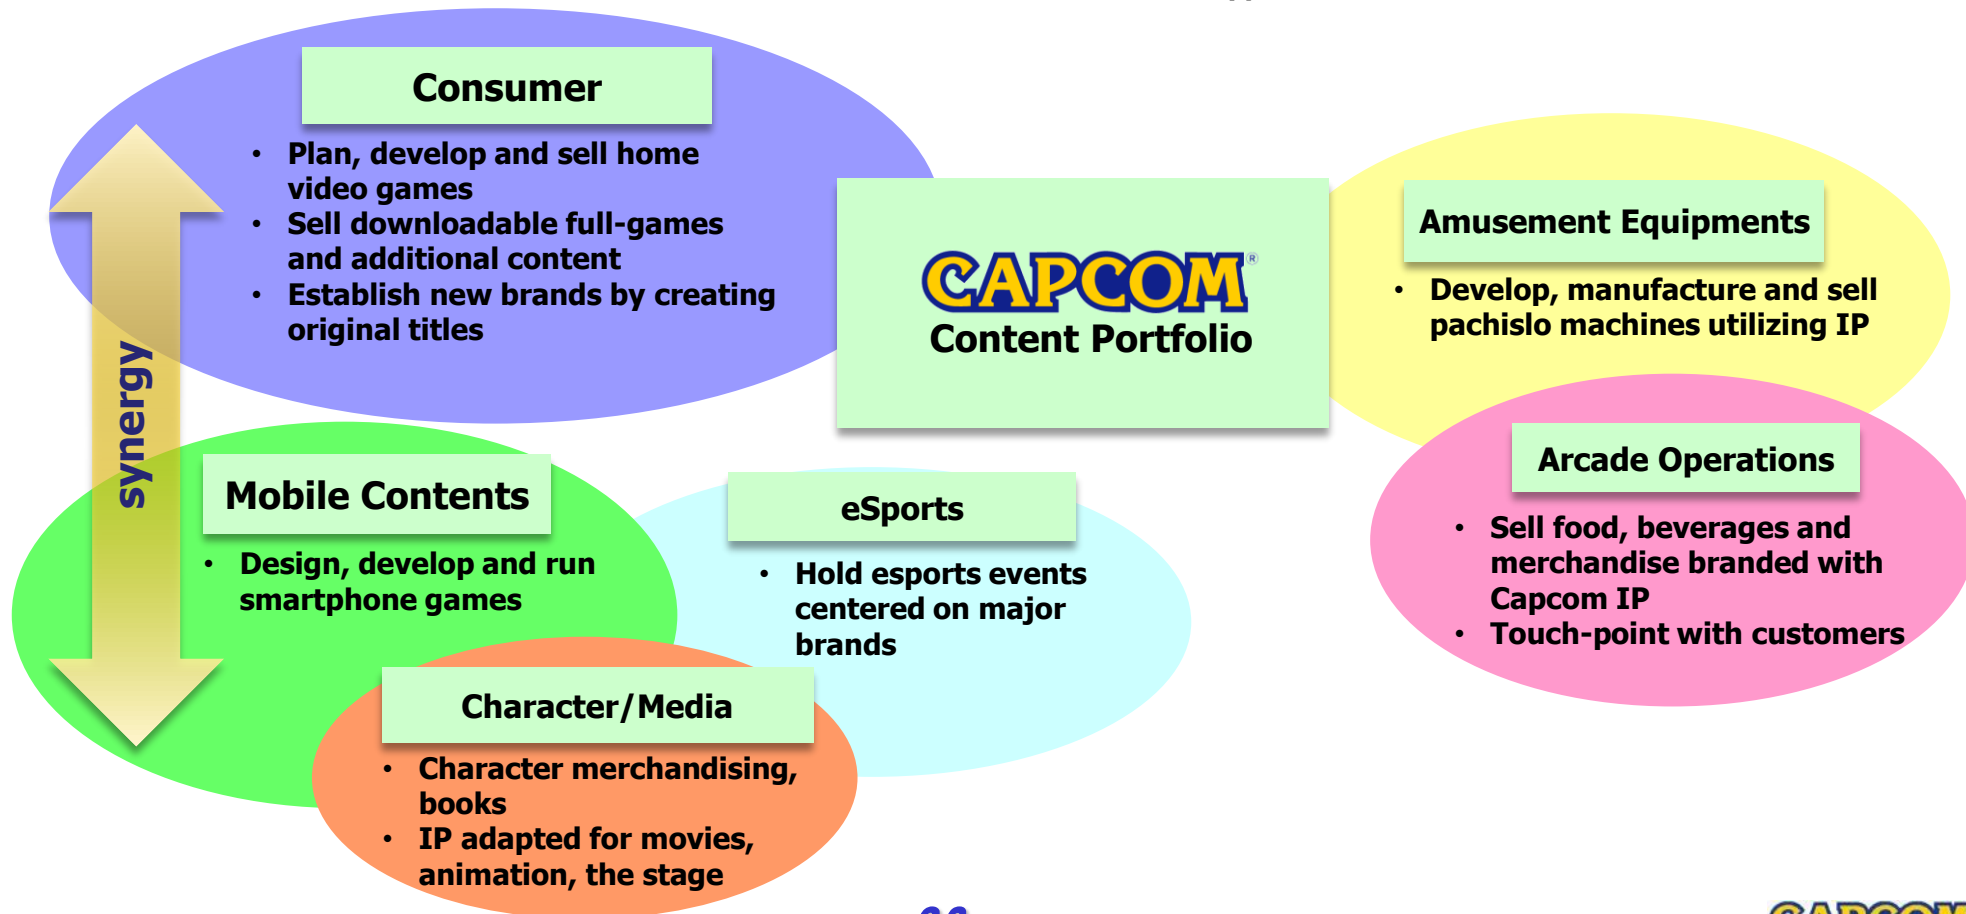 Consumer
• Plan, develop and sell home
video games
• Sell downloadable full-games
and additional content
• Establish new brands by creating
original titles
synergy
CAPCOM®
Content Portfolio
Amusement Equipments
• Develop, manufacture and sell
pachislo machines utilizing IP
Arcade Operations
• Sell food, beverages and
merchandise branded with
Capcom IP
• Touch-point with customers
Mobile Contents
• Design, develop and run
smartphone games
eSports
• Hold esports events
centered on major
brands
Character/Media
• Character merchandising,
books
• IP adapted for movies,
animation, the stage
CAPCOM